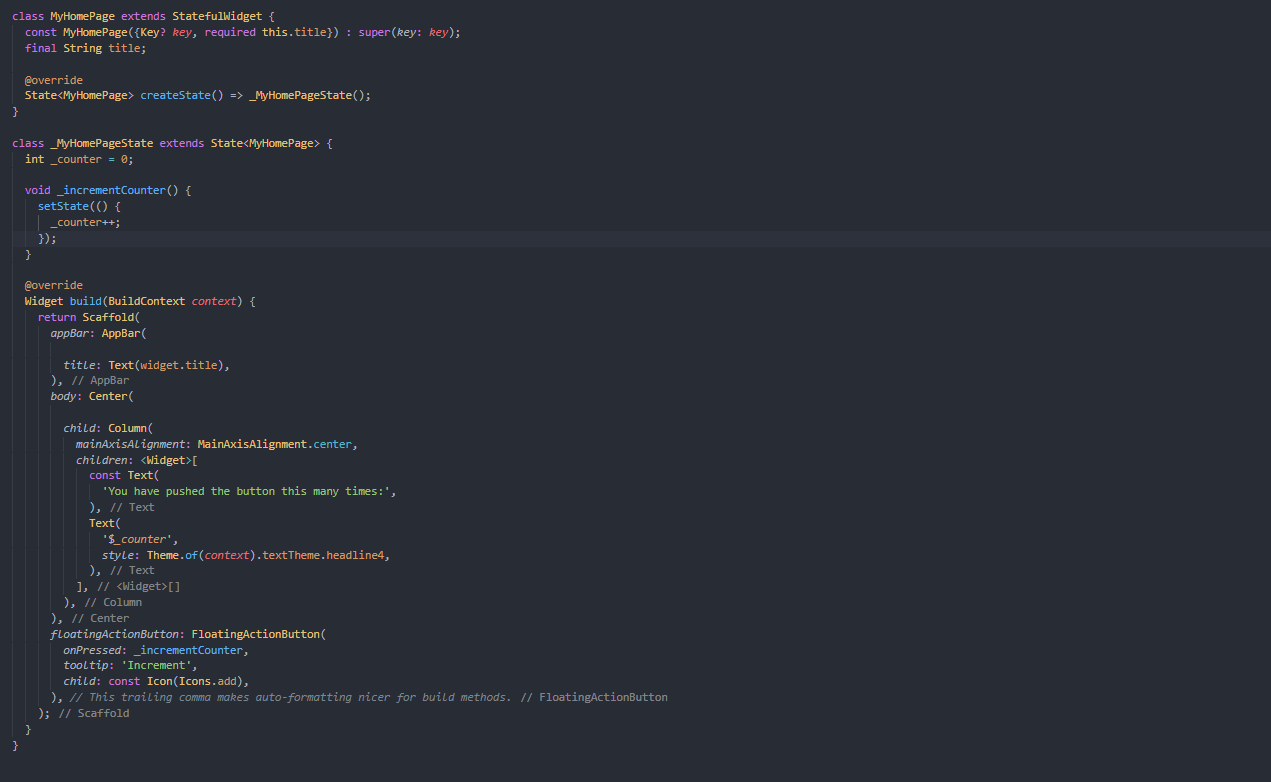 class MyHomePage extends StatefulWidget {
  const MyHomePage({Key? key, required this.title}) : super(key: key);
  final String title;

  @override
  State<MyHomePage> createState() => _MyHomePageState();
}

class _MyHomePageState extends State<MyHomePage> {
  int _counter = 0;

  void _incrementCounter() {
    setState(() {
      _counter++;
    });
  }

  @override
  Widget build(BuildContext context) {
    return Scaffold(
      appBar: AppBar(

        title: Text(widget.title),
      ), // AppBar
      body: Center(

        child: Column(
          mainAxisAlignment: MainAxisAlignment.center,
          children: <Widget>[
            const Text(
              'You have pushed the button this many times:',
            ), // Text
            Text(
              '$_counter',
              style: Theme.of(context).textTheme.headline4,
            ), // Text
          ], // <Widget>[]
        ), // Column
      ), // Center
      floatingActionButton: FloatingActionButton(
        onPressed: _incrementCounter,
        tooltip: 'Increment',
        child: const Icon(Icons.add),
      ), // This trailing comma makes auto-formatting nicer for build methods. // FloatingActionButton
    ); // Scaffold
  }
}